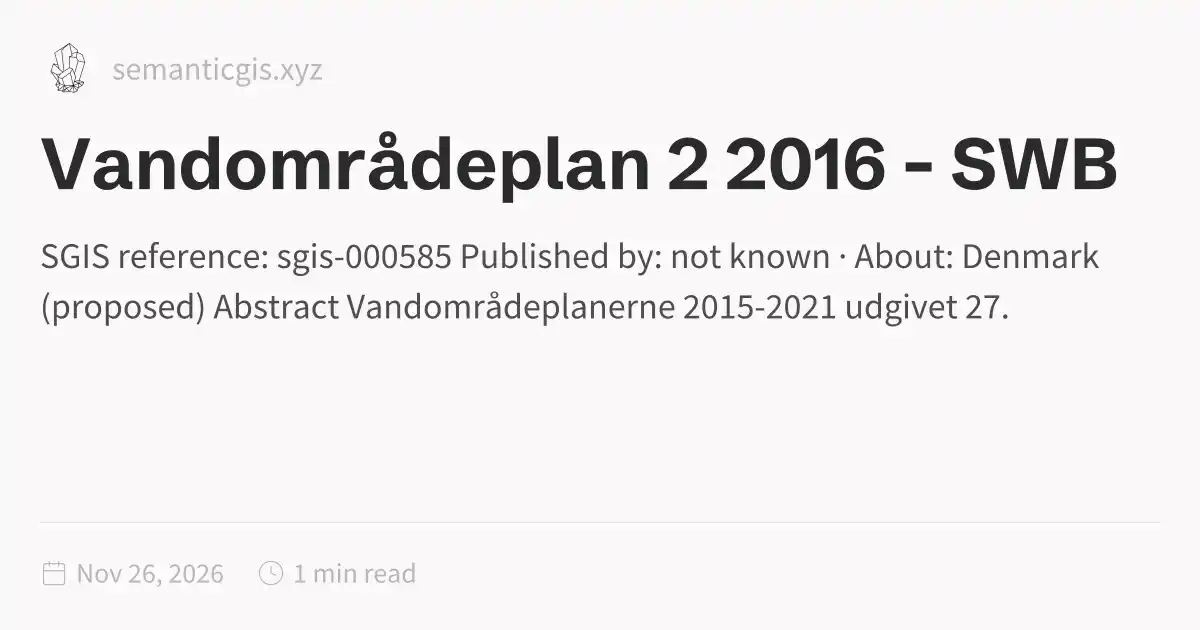 semanticgis.xyz
Vandområdeplan 2 2016 – SWB
SGIS reference: sgis-000585 Published by: not known · About: Denmark
(proposed) Abstract Vandområdeplanerne 2015-2021 udgivet 27.
Nov 26, 2026 1 min read